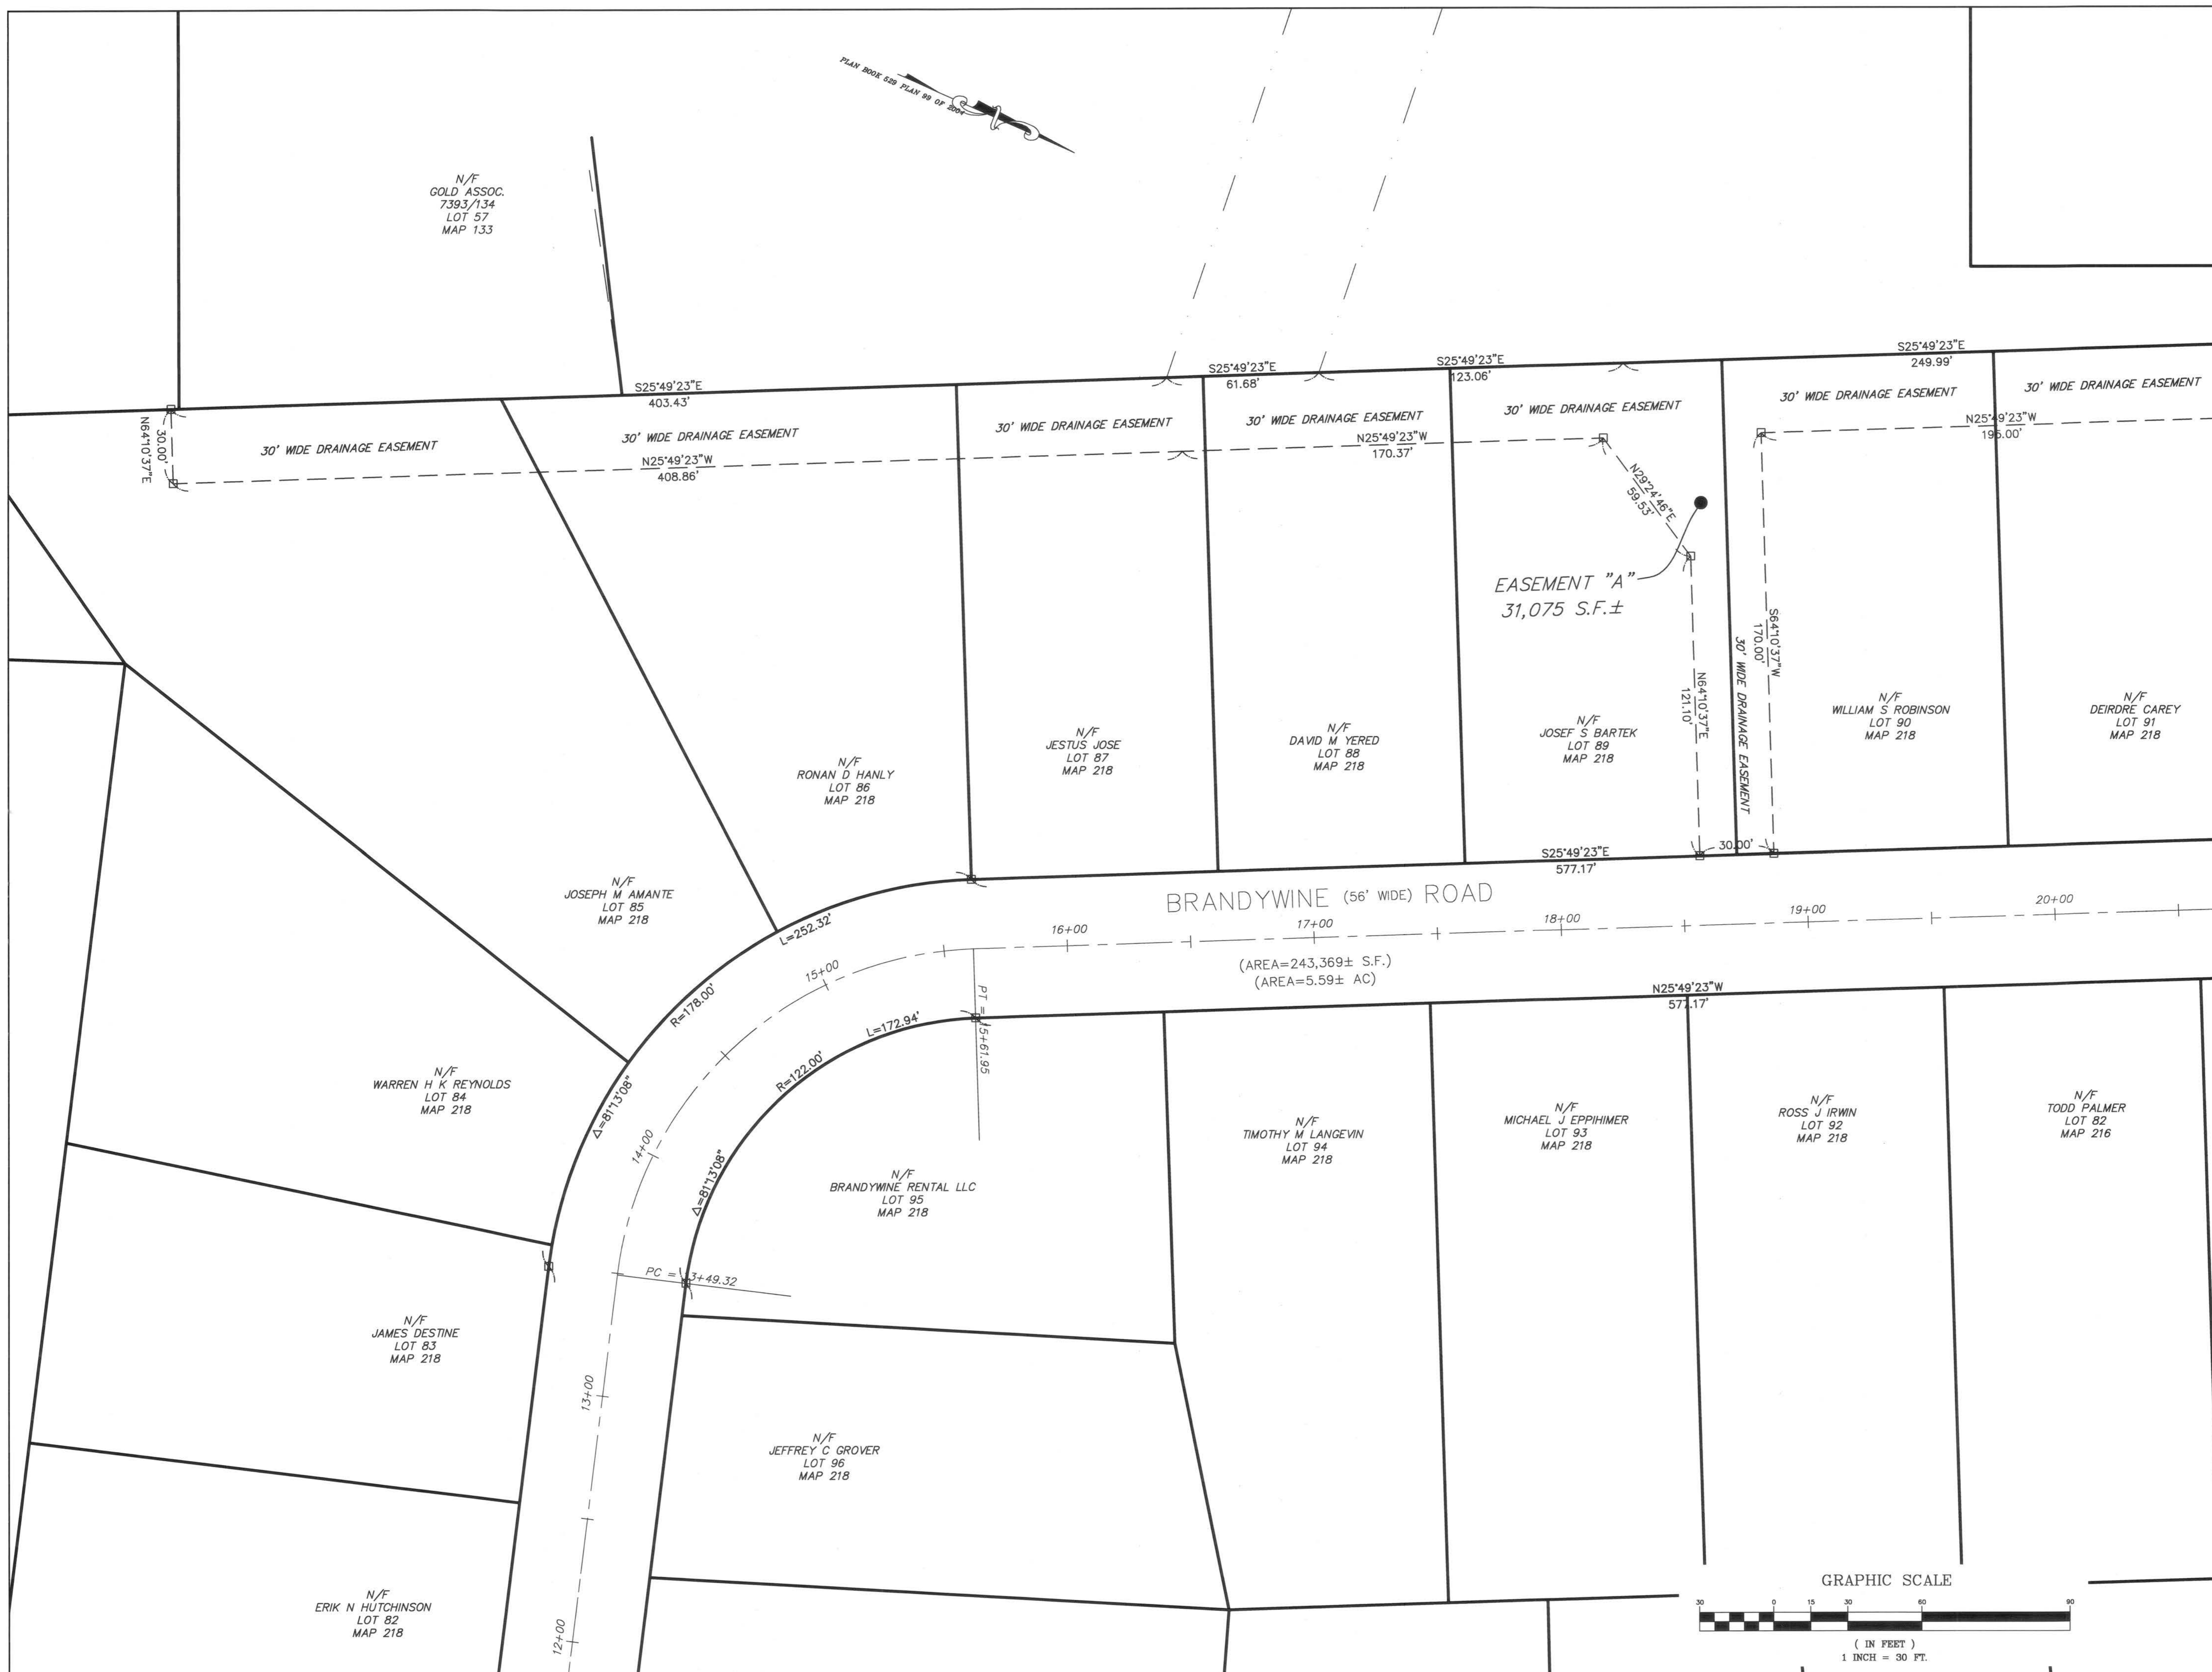 PLAN BOOK 529 PLAN 99 OF 2004
N/F
GOLD ASSOC.
7393/134
LOT 57
MAP 133
S25°49'23"E
403.43'
S25°49'23"E
61.68'
S25°49'23"E
123.06'
S25°49'23"E
249.99'
N64°10'37"E
30.00'
30' WIDE DRAINAGE EASEMENT
30' WIDE DRAINAGE EASEMENT
30' WIDE DRAINAGE EASEMENT
30' WIDE DRAINAGE EASEMENT
30' WIDE DRAINAGE EASEMENT
30' WIDE DRAINAGE EASEMENT
30' WIDE DRAINAGE EASEMENT
N25°49'23"W
408.86'
N25°49'23"W
170.37'
N25°49'23"W
195.00'
N29°24'46"E
59.53'
EASEMENT "A"
31,075 S.F.±
N64°10'37"E
121.10'
30' WIDE DRAINAGE EASEMENT
S64°10'37"W
170.00'
N/F
JOSEPH M AMANTE
LOT 85
MAP 218
N/F
RONAN D HANLY
LOT 86
MAP 218
N/F
JESTUS JOSE
LOT 87
MAP 218
N/F
DAVID M YERED
LOT 88
MAP 218
N/F
JOSEF S BARTEK
LOT 89
MAP 218
N/F
WILLIAM S ROBINSON
LOT 90
MAP 218
N/F
DEIRDRE CAREY
LOT 91
MAP 218
S25°49'23"E
577.17'
30.00'
BRANDYWINE (56' WIDE) ROAD
L=252.32'
R=178.00'
Δ=81°13'08"
12+00
13+00
14+00
15+00
16+00
17+00
18+00
19+00
20+00
(AREA=243,369± S.F.)
(AREA=5.59± AC)
PT = 15+61.95
L=172.94'
R=122.00'
Δ=81°13'08"
PC = 13+49.32
N25°49'23"W
577.17'
N/F
WARREN H K REYNOLDS
LOT 84
MAP 218
N/F
BRANDYWINE RENTAL LLC
LOT 95
MAP 218
N/F
TIMOTHY M LANGEVIN
LOT 94
MAP 218
N/F
MICHAEL J EPPIHIMER
LOT 93
MAP 218
N/F
ROSS J IRWIN
LOT 92
MAP 218
N/F
TODD PALMER
LOT 82
MAP 216
N/F
JAMES DESTINE
LOT 83
MAP 218
N/F
JEFFREY C GROVER
LOT 96
MAP 218
N/F
ERIK N HUTCHINSON
LOT 82
MAP 218
GRAPHIC SCALE
30 0 15 30 60 90
( IN FEET )
1 INCH = 30 FT.